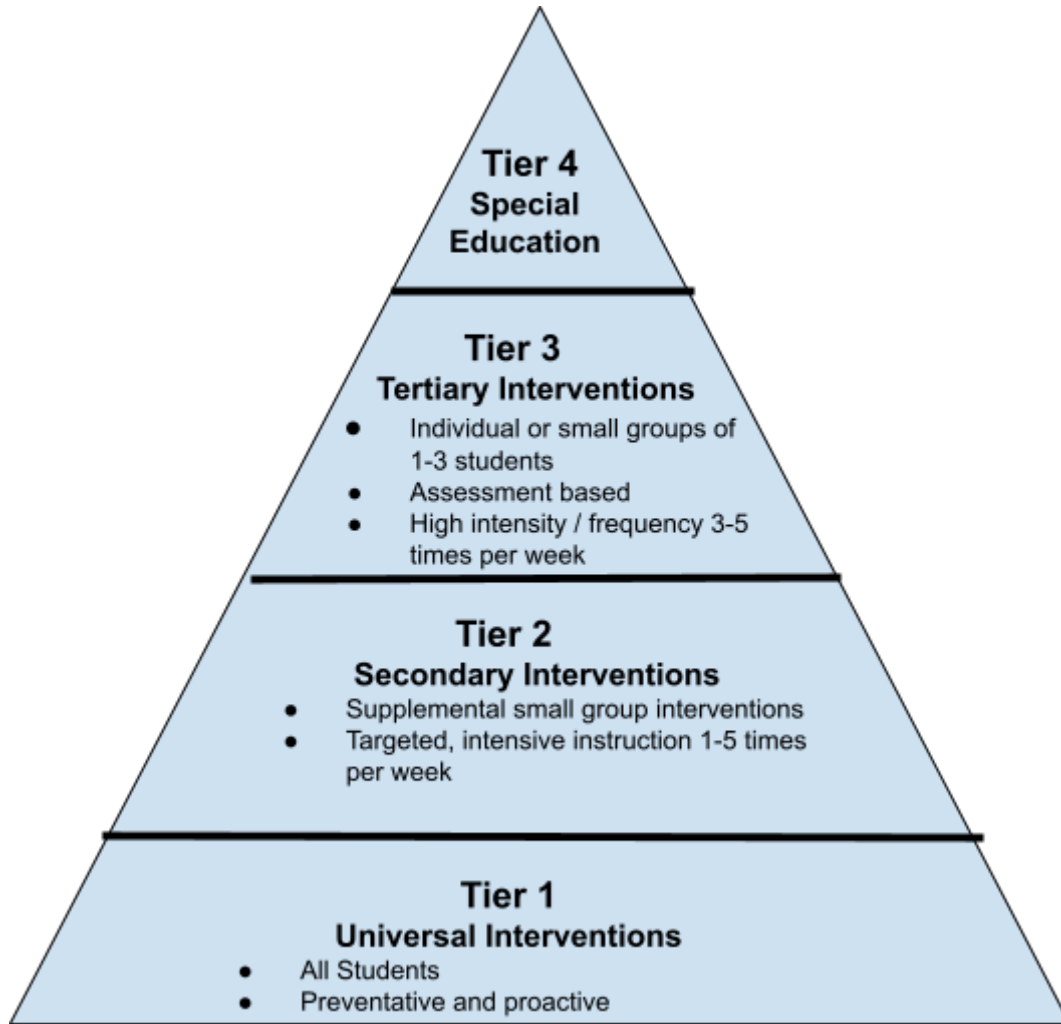 Tier 4
Special
Education
Tier 3
Tertiary Interventions
● Individual or small groups of
1-3 students
● Assessment based
● High intensity / frequency 3-5
times per week
Tier 2
Secondary Interventions
● Supplemental small group interventions
● Targeted, intensive instruction 1-5 times
per week
Tier 1
Universal Interventions
● All Students
● Preventative and proactive